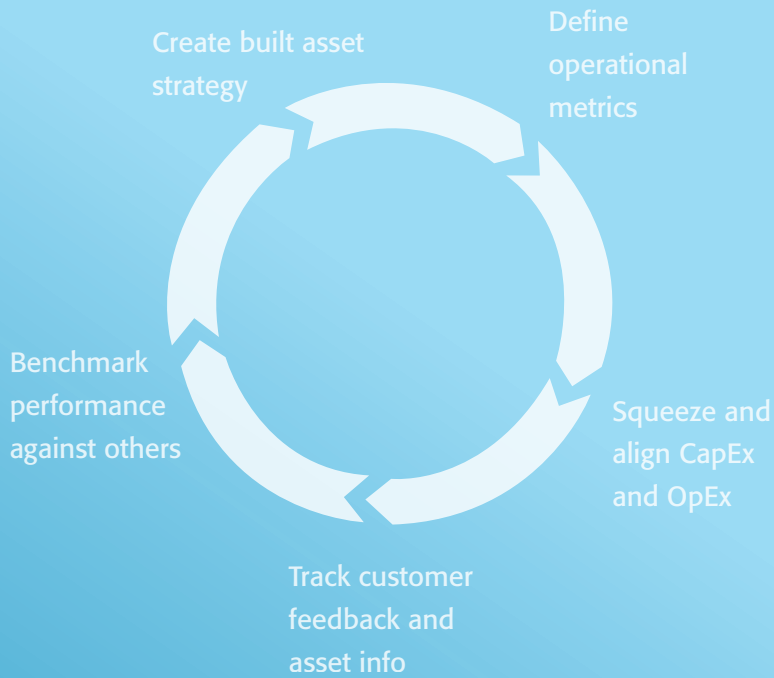 Create built asset
strategy
Define
operational
metrics
Squeeze and
align CapEx
and OpEx
Track customer
feedback and
asset info
Benchmark
performance
against others